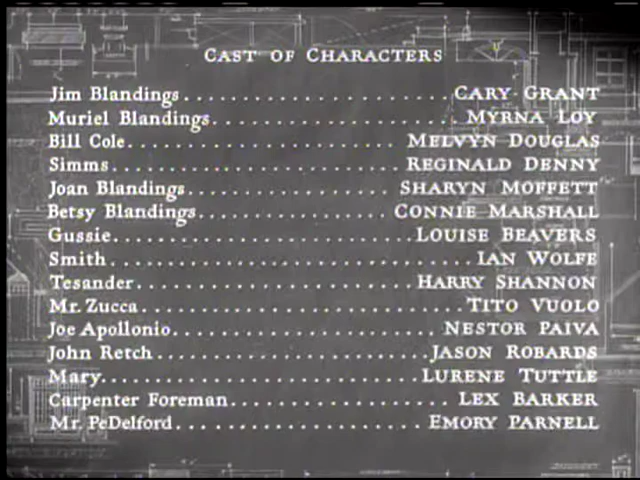 CAST OF CHARACTERS
Jim Blandings......................CARY GRANT
Muriel Blandings....................MYRNA LOY
Bill Cole......................MELVYN DOUGLAS
Simms.......................REGINALD DENNY
Joan Blandings................SHARYN MOFFETT
Betsy Blandings...............CONNIE MARSHALL
Gussie.......................LOUISE BEAVERS
Smith............................IAN WOLFE
Tesander......................HARRY SHANNON
Mr. Zucca........................TITO VUOLO
Joe Apollonio....................NESTOR PAIVA
John Retch.....................JASON ROBARDS
Mary.........................LURENE TUTTLE
Carpenter Foreman..................LEX BARKER
Mr. PeDelford...................EMORY PARNELL